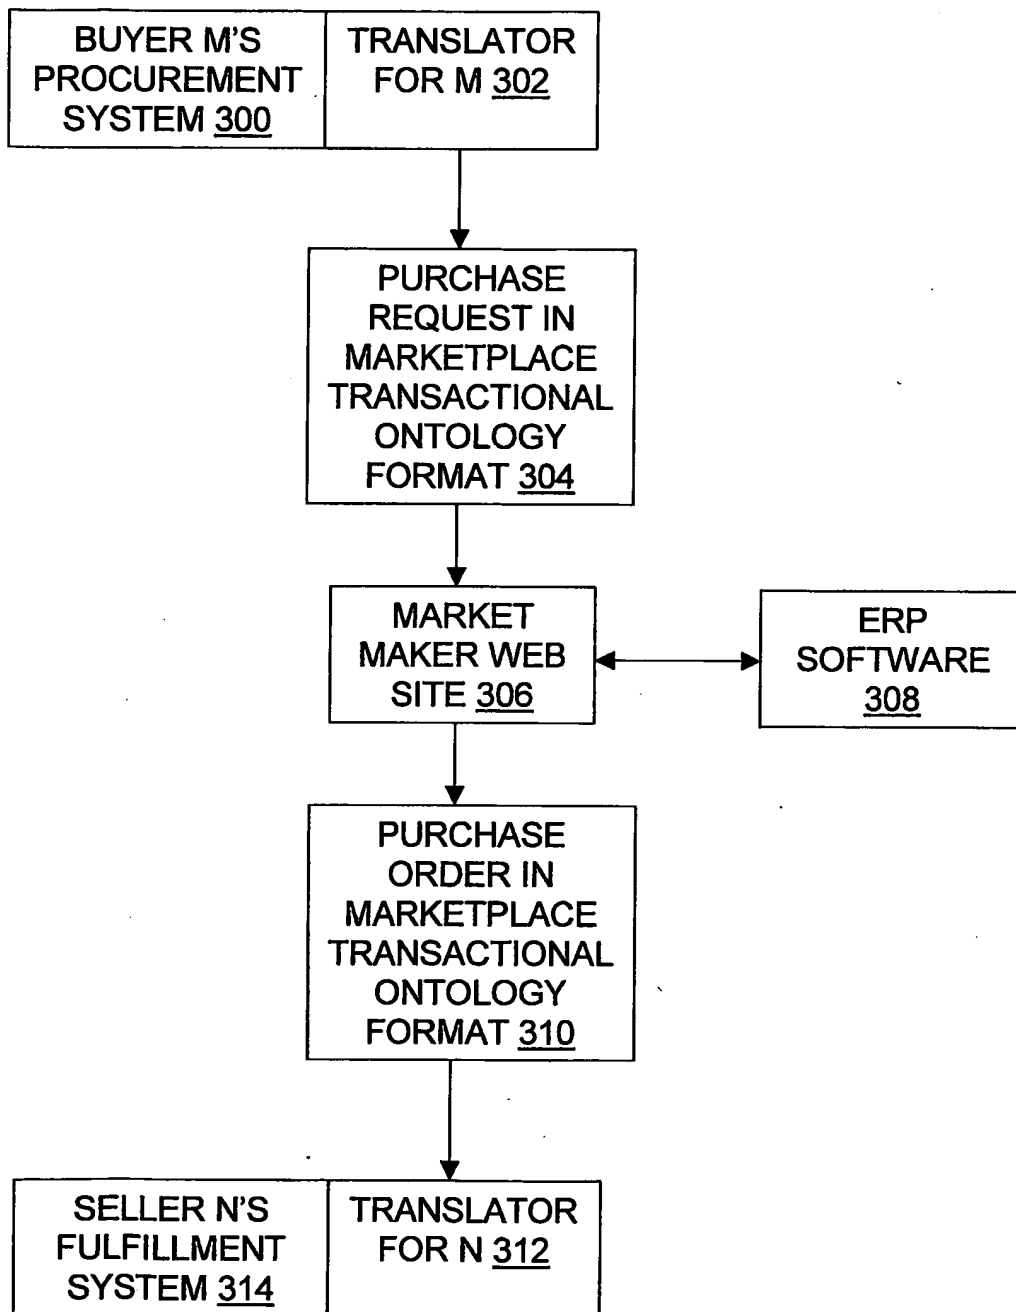 BUYER M'S
PROCUREMENT
SYSTEM 300
TRANSLATOR
FOR M 302
PURCHASE
REQUEST IN
MARKETPLACE
TRANSACTIONAL
ONTOLOGY
FORMAT 304
MARKET
MAKER WEB
SITE 306
ERP
SOFTWARE
308
PURCHASE
ORDER IN
MARKETPLACE
TRANSACTIONAL
ONTOLOGY
FORMAT 310
SELLER N'S
FULFILLMENT
SYSTEM 314
TRANSLATOR
FOR N 312